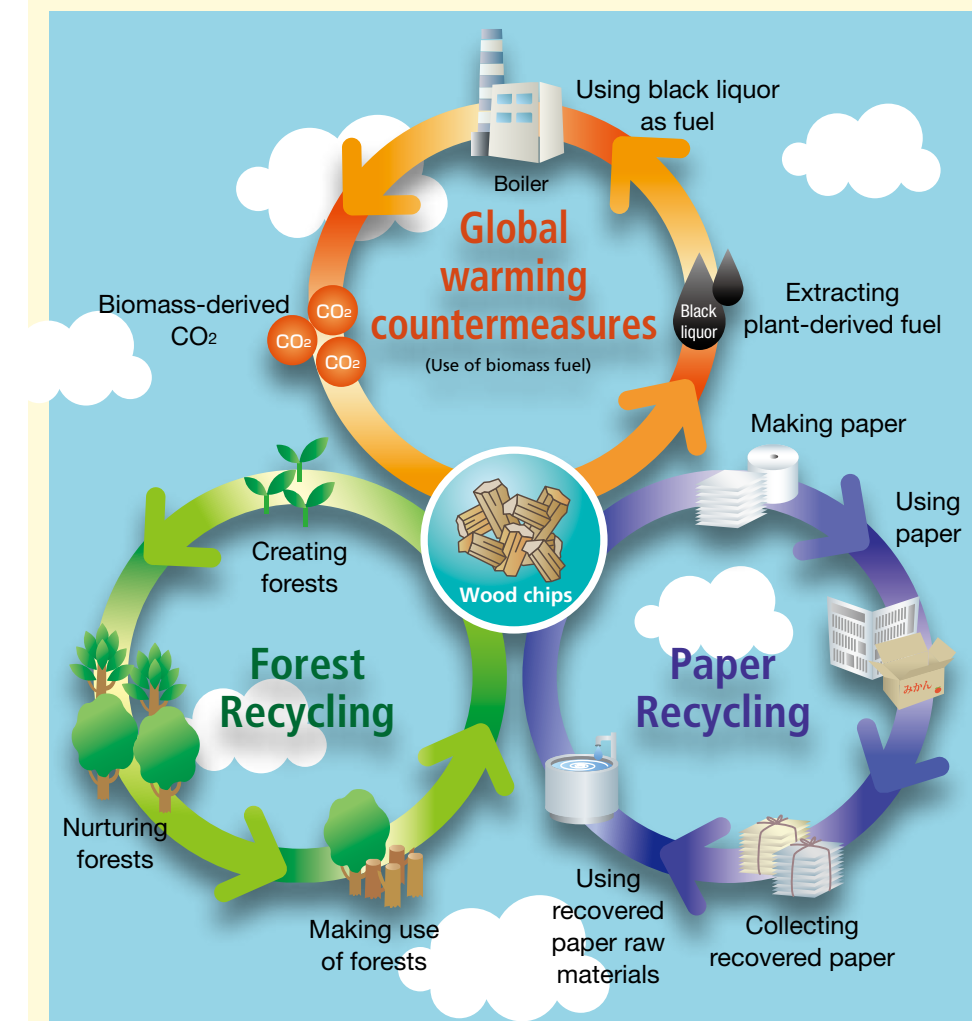 Using black liquor
as fuel
Boiler
Global
warming
countermeasures
(Use of biomass fuel)
Biomass-derived
CO₂
CO₂
CO₂
CO₂
Black
liquor
Extracting
plant-derived fuel
Making paper
Using
paper
Creating
forests
Wood chips
Forest
Recycling
Paper
Recycling
みかん
Nurturing
forests
Making use
of forests
Using
recovered
paper raw
materials
Collecting
recovered paper